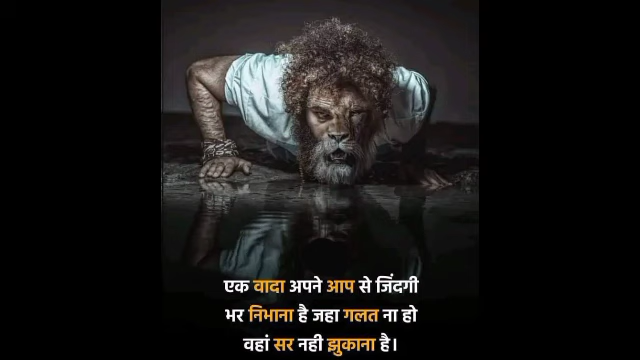 एक वादा अपने आप से जिंदगी
भर निभाना है जहा गलत ना हो
वहां सर नही झुकाना है।